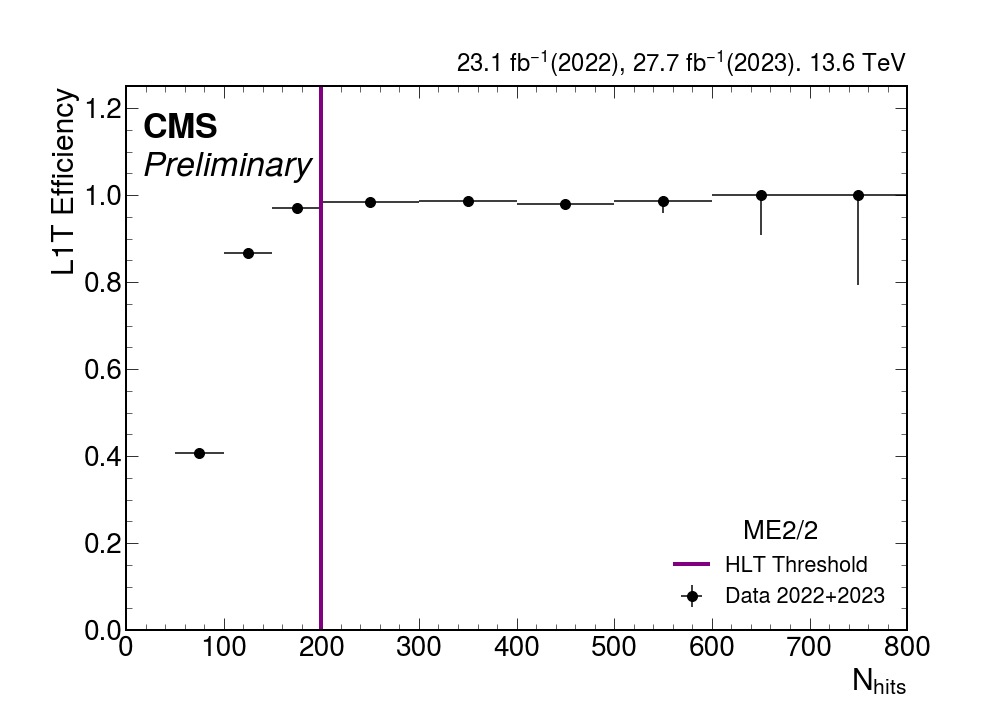 23.1 fb⁻¹(2022), 27.7 fb⁻¹(2023). 13.6 TeV
CMS
Preliminary
L1T Efficiency
1.2
1.0
0.8
0.6
0.4
0.2
0.0
ME2/2
HLT Threshold
Data 2022+2023
0 100 200 300 400 500 600 700 800
N_hits